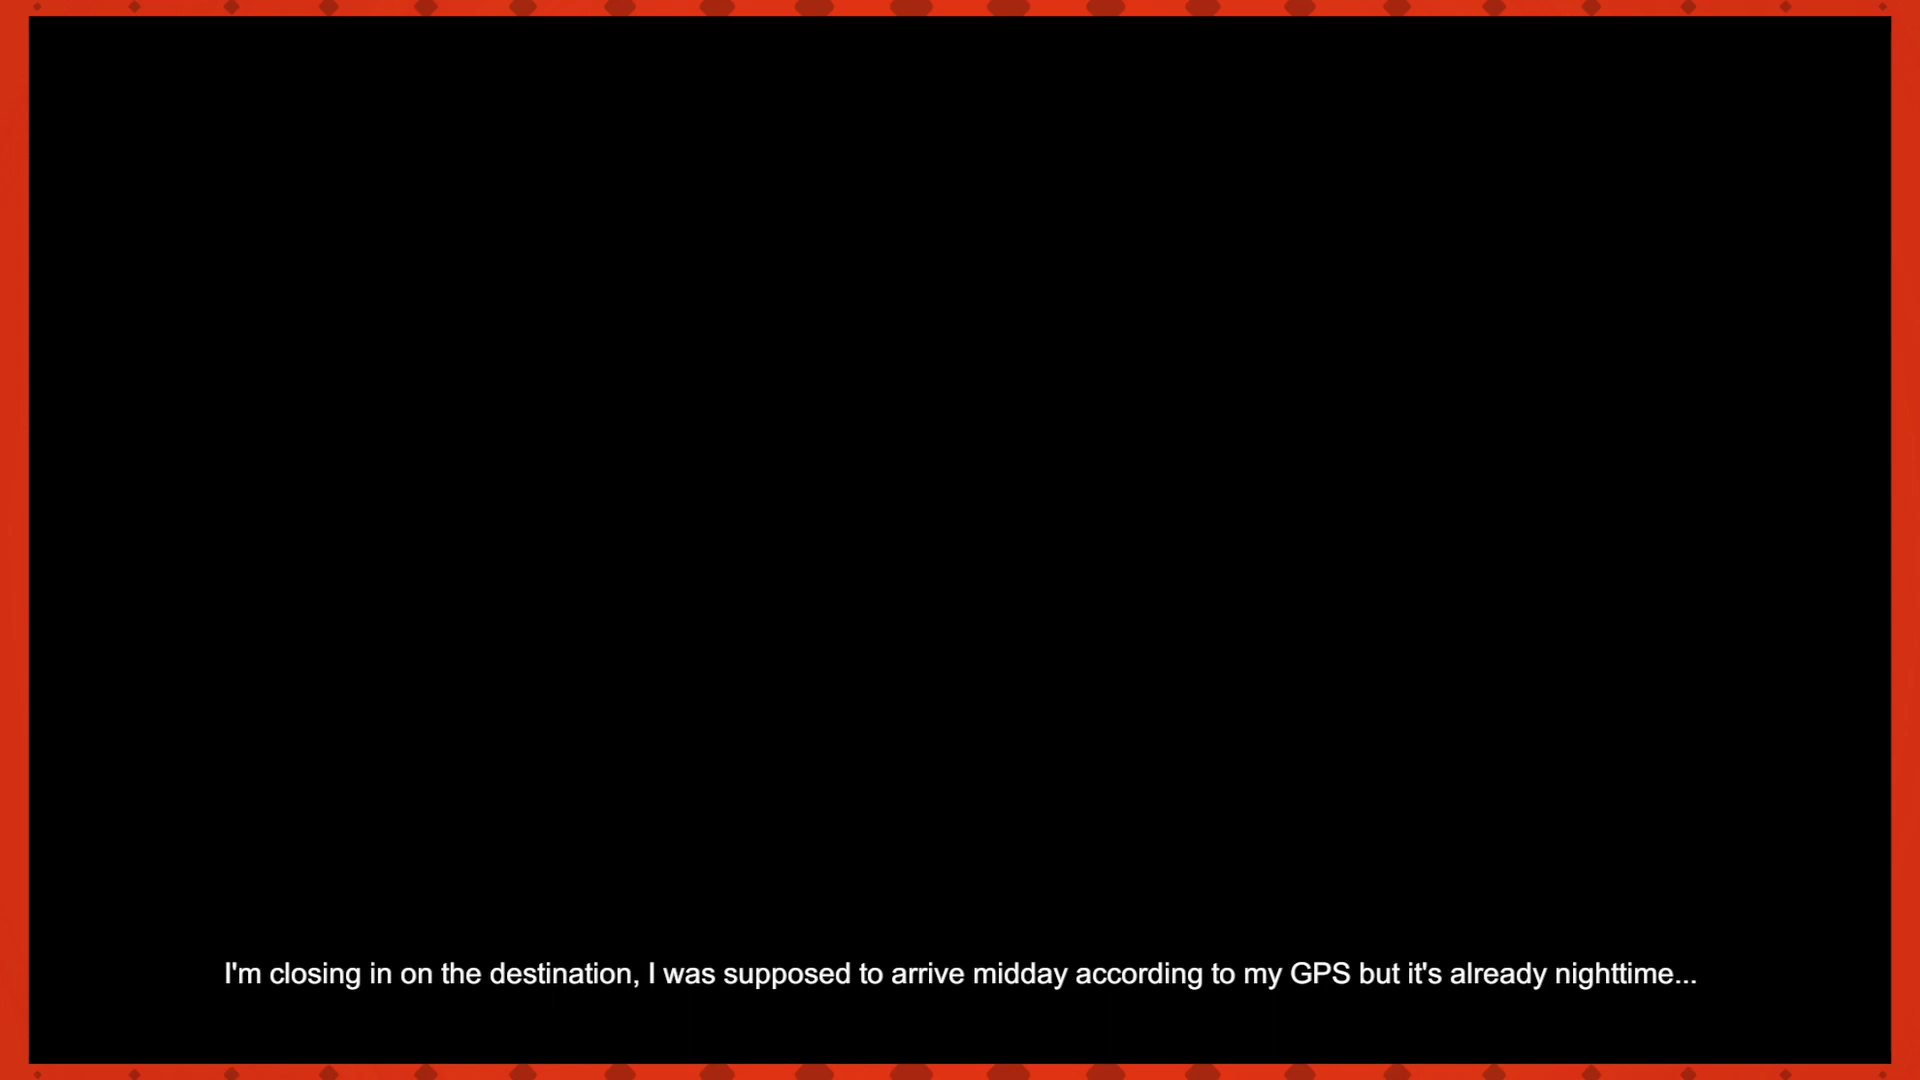 I'm closing in on the destination, I was supposed to arrive midday according to my GPS but it's already nighttime...